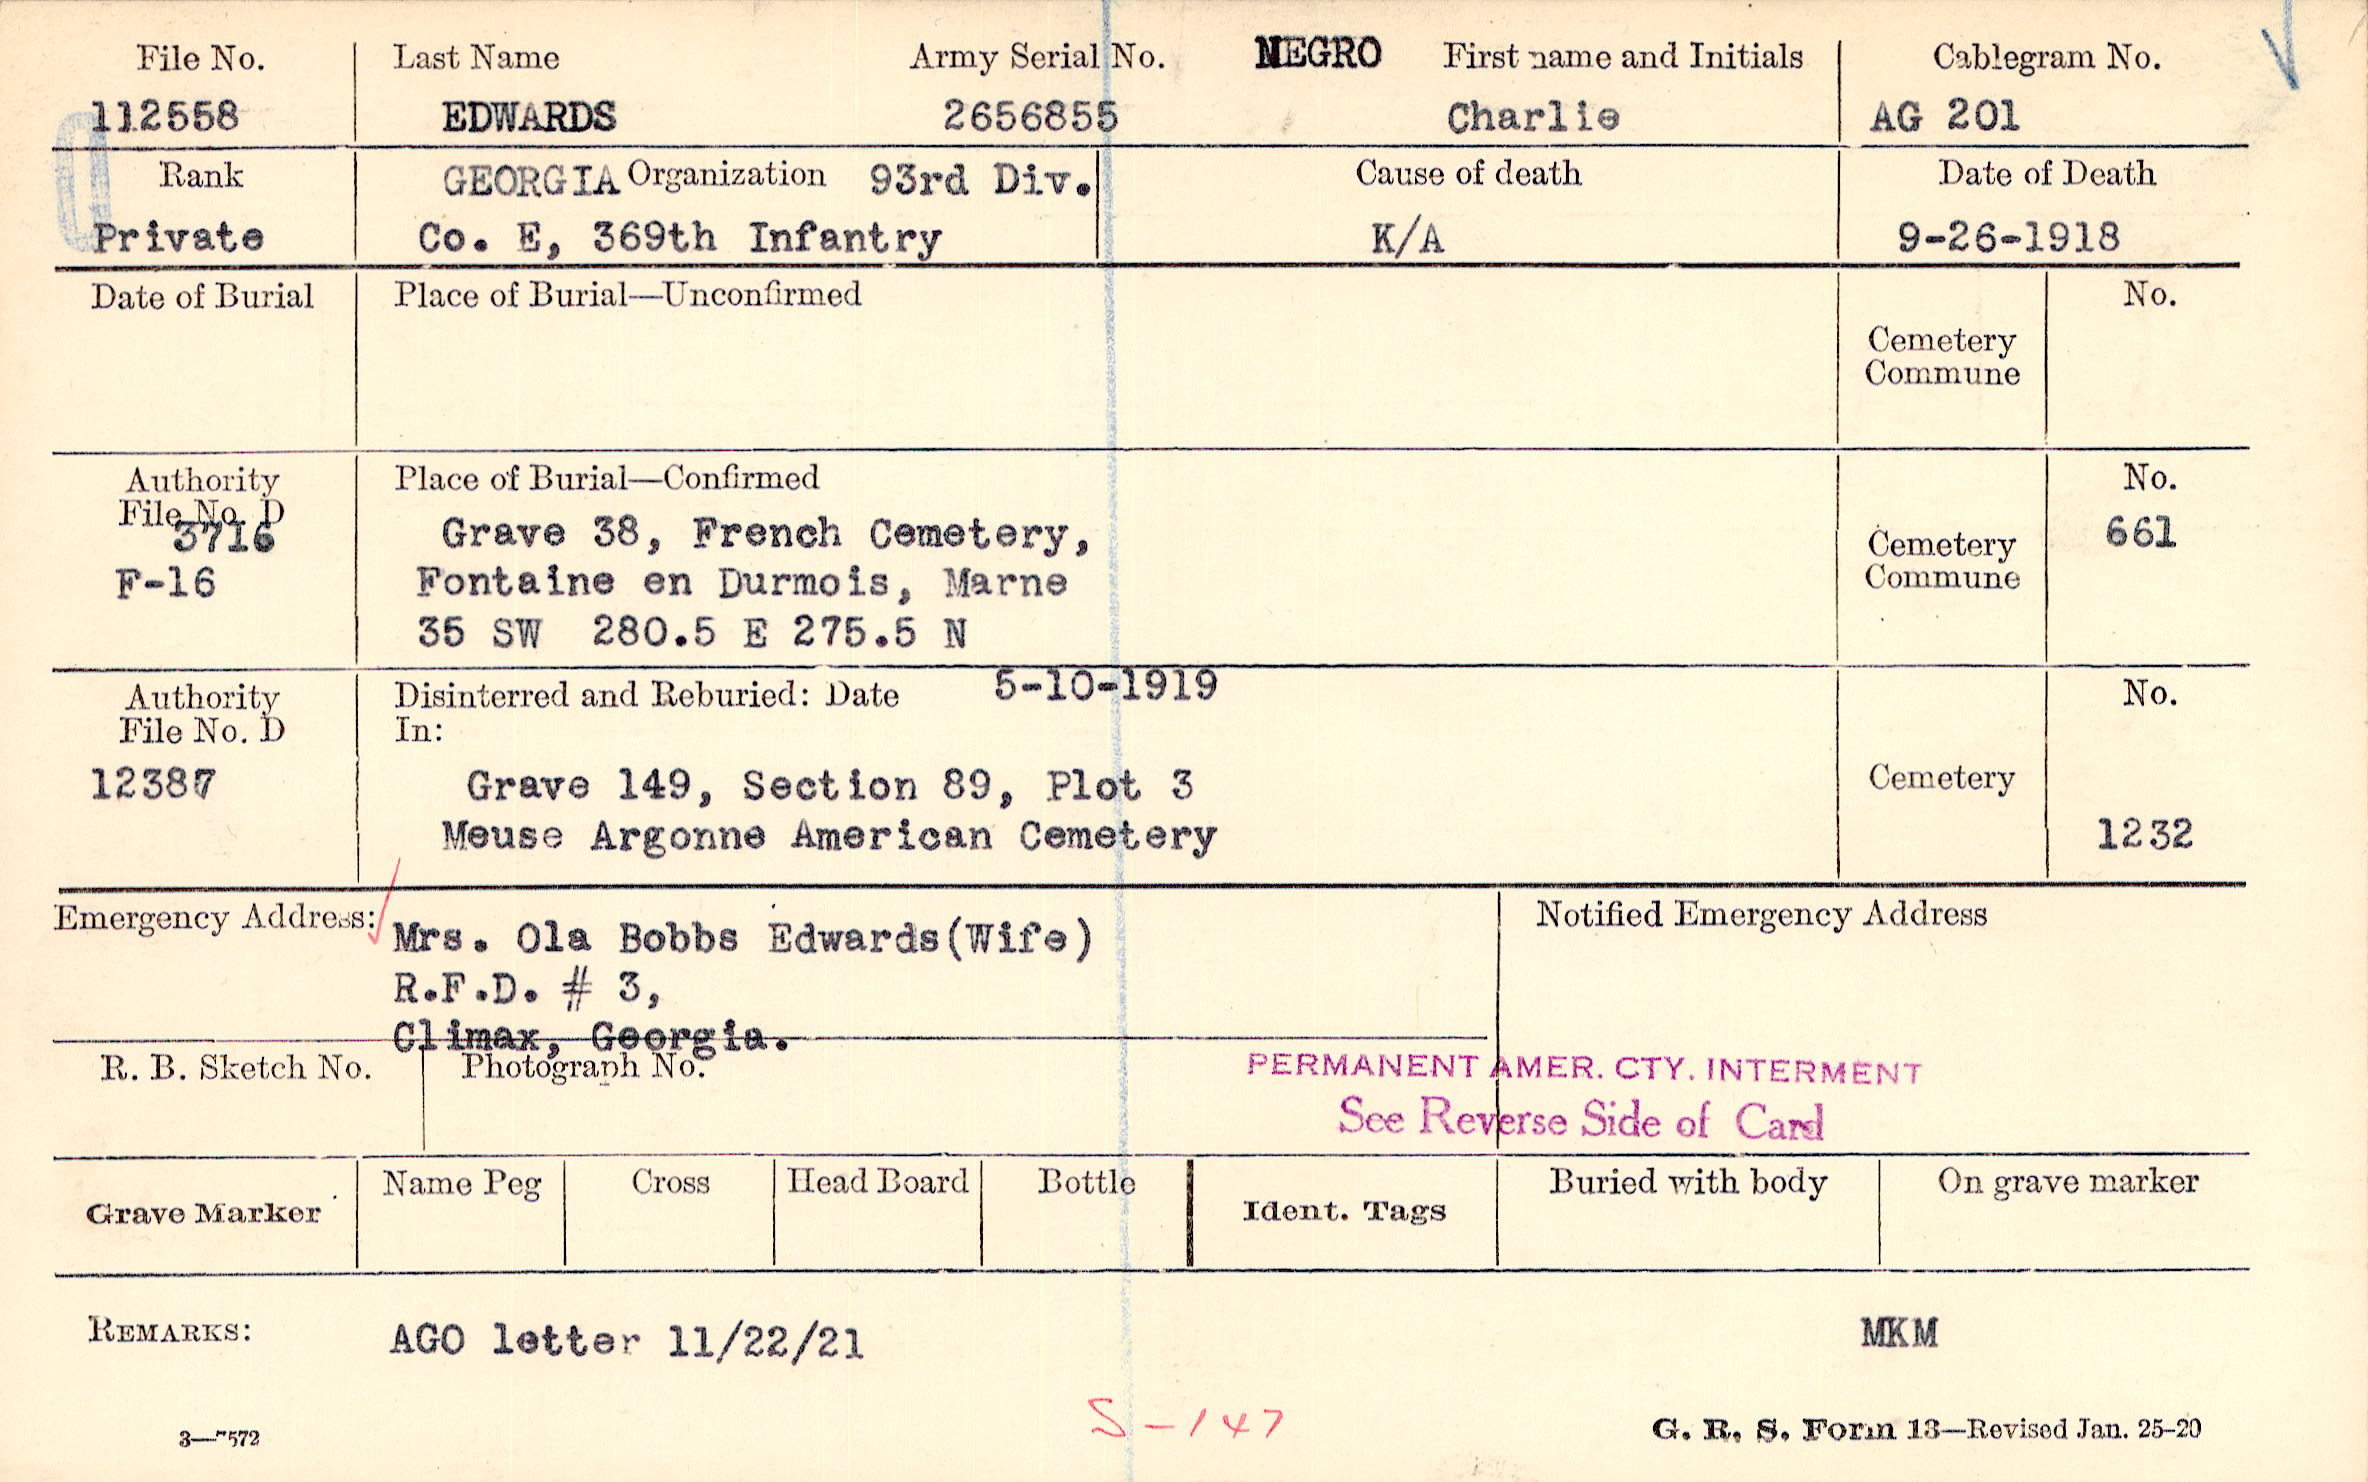 File No. Last Name Army Serial No. NEGRO First name and Initials Cablegram No.
112558 EDWARDS 2656855 Charlie AG 201
Rank GEORGIA Organization 93rd Div. Cause of death Date of Death
Private Co. E, 369th Infantry K/A 9-26-1918
Date of Burial Place of Burial—Unconfirmed No.
Cemetery
Commune
Authority Place of Burial—Confirmed No.
File No. D
3716 Grave 38, French Cemetery, Cemetery 661
F-16 Fontaine en Durmois, Marne Commune
35 SW 280.5 E 275.5 N
Authority Disinterred and Reburied: Date 5-10-1919 No.
File No. D In:
12387 Grave 149, Section 89, Plot 3 Cemetery
Meuse Argonne American Cemetery 1232
Emergency Address: Mrs. Ola Bobbs Edwards(Wife) Notified Emergency Address
R.F.D. # 3,
Climax, Georgia.
R. B. Sketch No. Photograph No. PERMANENT AMER. CTY. INTERMENT
See Reverse Side of Card
Grave Marker Name Peg Cross Head Board Bottle Ident. Tags Buried with body On grave marker
REMARKS: AGO letter 11/22/21 MKM
S-147
3—7572 G. R. S. Form 13—Revised Jan. 25-20